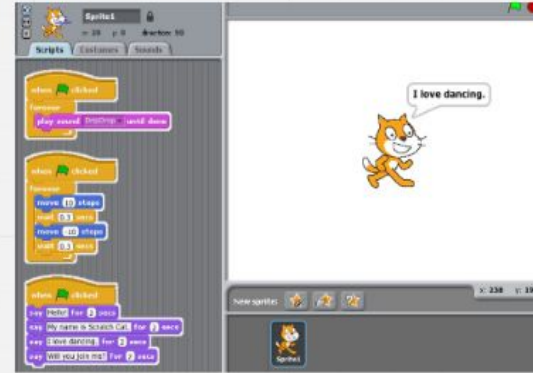 Sprite1
Scripts
Costumes
Sounds
when clicked
forever
play sound DripDrop until done
when clicked
forever
move 10 steps
wait 0.1 secs
move -10 steps
wait 0.1 secs
when clicked
say Hello! for 2 secs
say My name is Scratch Cat. for 2 secs
say I love dancing. for 2 secs
say Will you join me? for 2 secs
I love dancing.
New sprite:
Sprite1